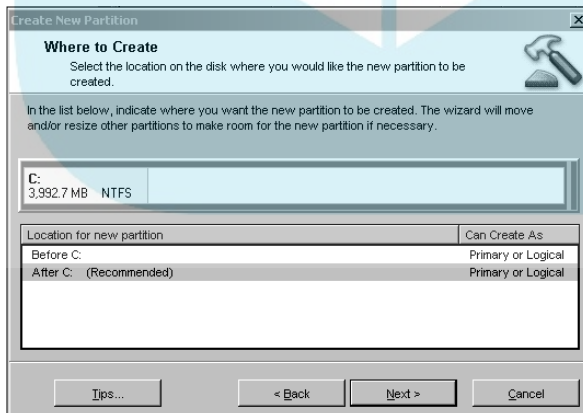 Create New Partition
Where to Create
Select the location on the disk where you would like the new partition to be
created.
In the list below, indicate where you want the new partition to be created. The wizard will move
and/or resize other partitions to make room for the new partition if necessary.
C:
3,992.7 MB NTFS
Location for new partition Can Create As
Before C: Primary or Logical
After C: (Recommended) Primary or Logical
Tips... < Back Next > Cancel